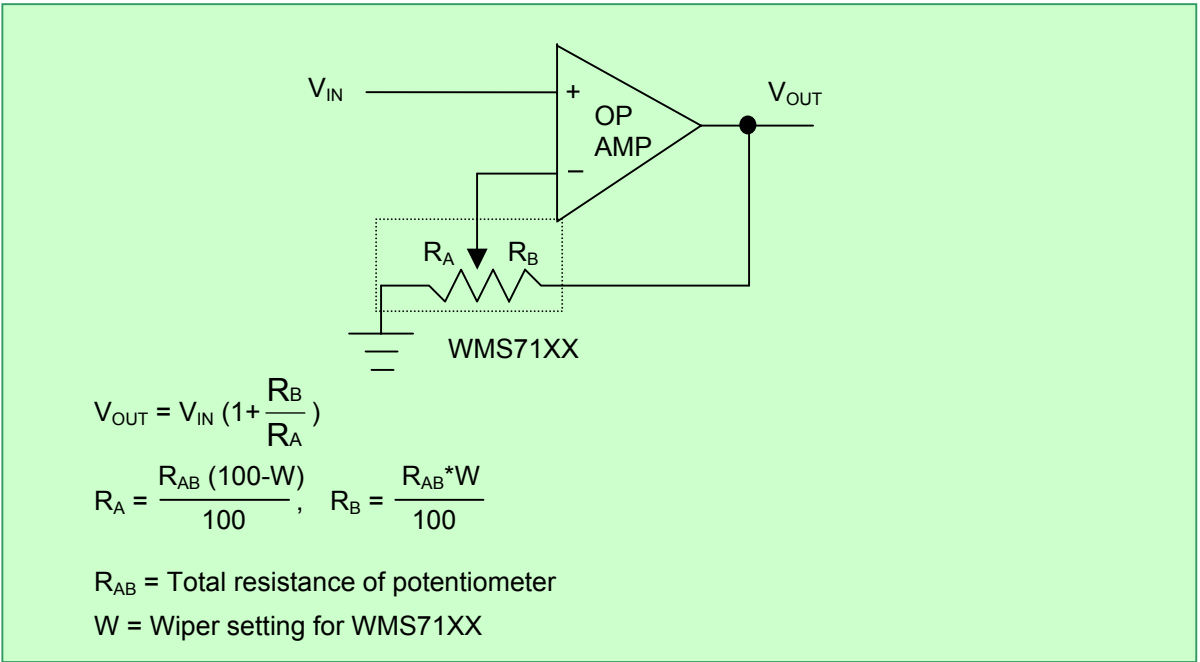 V_IN
+
OP
AMP
−
V_OUT
R_A R_B
WMS71XX
V_OUT = V_IN (1+ R_B / R_A )
R_A = R_AB (100-W) / 100 , R_B = R_AB*W / 100
R_AB = Total resistance of potentiometer
W = Wiper setting for WMS71XX